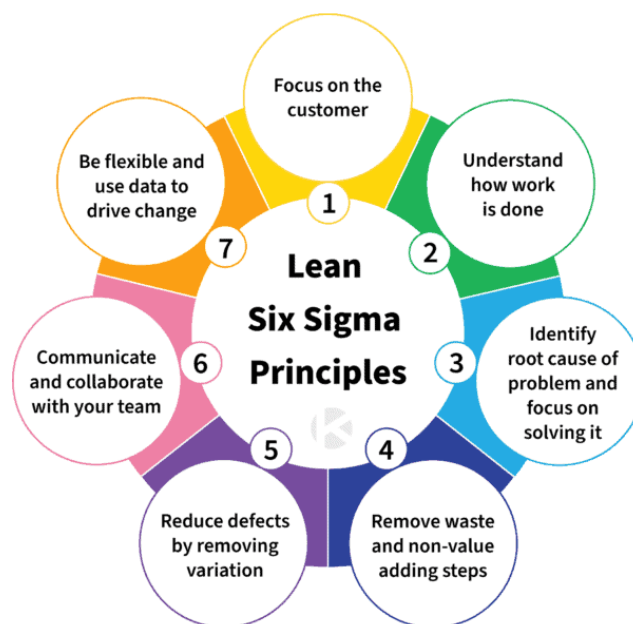 Focus on the
customer
1
Understand
how work
is done
2
Identify
root cause of
problem and
focus on
solving it
3
Remove waste
and non-value
adding steps
4
Reduce defects
by removing
variation
5
Communicate
and collaborate
with your team
6
Be flexible and
use data to
drive change
7
Lean
Six Sigma
Principles
K